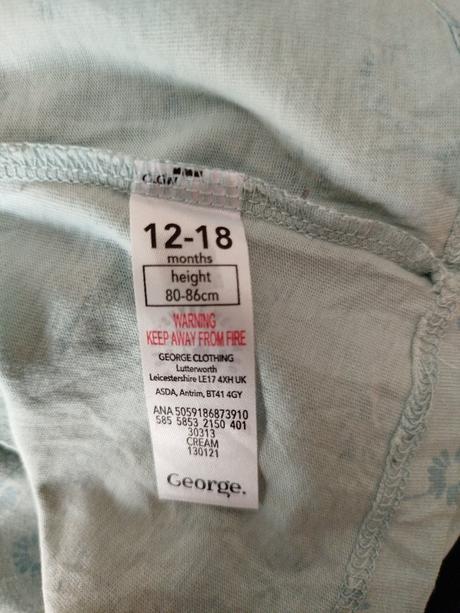 12-18
months
height
80-86cm
WARNING
KEEP AWAY FROM FIRE
GEORGE CLOTHING
Lutterworth
Leicestershire LE17 4XH UK
ASDA, Antrim, BT41 4GY
ANA 5059186873910
585 5853 2150 401
30313
CREAM
130121
George.